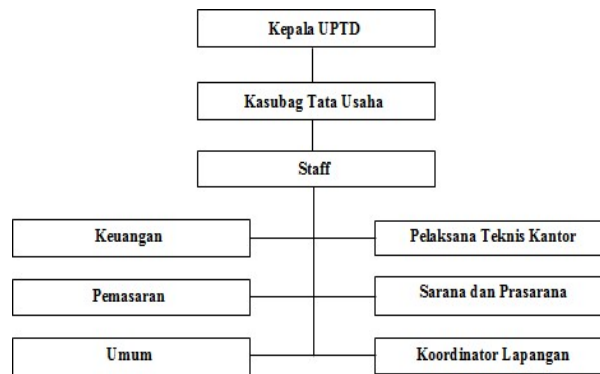 Kepala UPTD
Kasubag Tata Usaha
Staff
Keuangan
Pelaksana Teknis Kantor
Pemasaran
Sarana dan Prasarana
Umum
Koordinator Lapangan